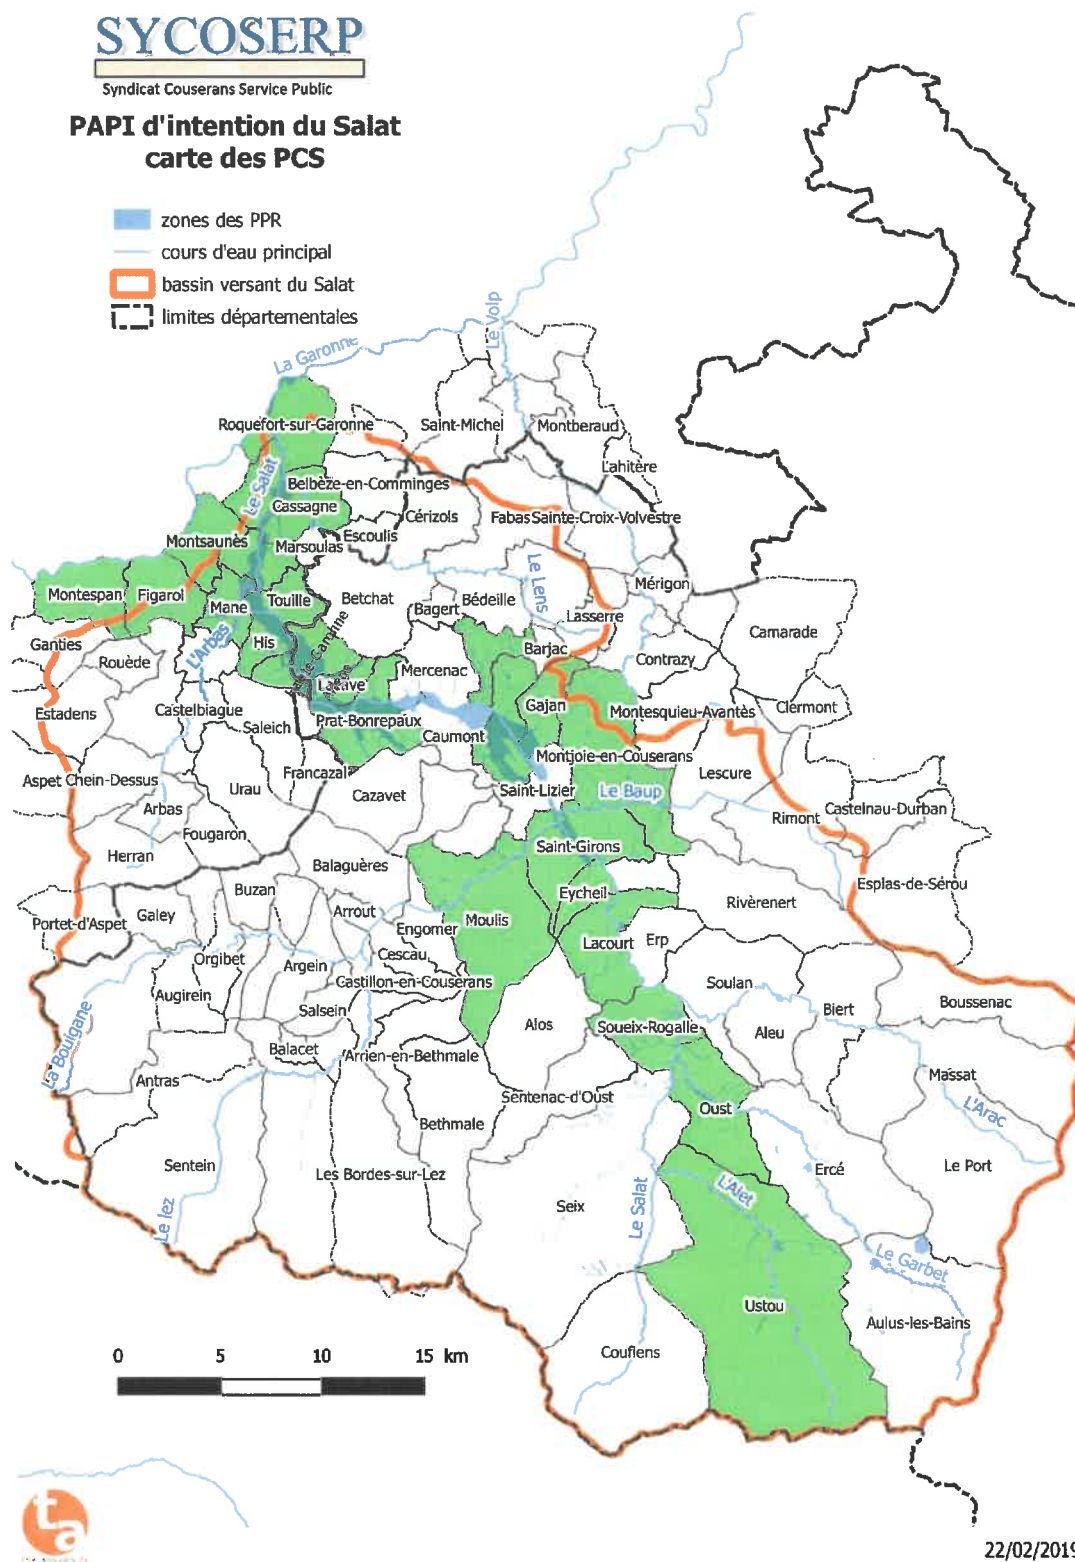 SYCOSERP
Syndicat Couserans Service Public
PAPI d'intention du Salat
carte des PCS
zones des PPR
cours d'eau principal
bassin versant du Salat
limites départementales
La Garonne
Le Volp
Roquefort-sur-Garonne
Saint-Michel
Montberaud
Lahitère
Le Salat
Belbèze-en-Comminges
Cassagne
Cérizols
Fabas
Sainte-Croix-Volvestre
Montsaunès
Marsoulas
Escoulis
Le Lens
Mérigon
Montespan
Figarol
Mane
Touille
Betchat
Bagert
Bédeille
Lasserre
Camarade
Ganties
Rouède
L'Arbas
His
Lacave
Mercenac
Barjac
Contrazy
Estadens
Castelbiague
Saleich
Prat-Bonrepaux
Caumont
Gajan
Montesquieu-Avantès
Clermont
Aspet
Chein-Dessus
Urau
Francazal
Cazavet
Saint-Lizier
Montjoie-en-Couserans
Lescure
Le Baup
Arbas
Fougaron
Rimont
Castelnau-Durban
Herran
Balaguères
Saint-Girons
Esplas-de-Sérou
Buzan
Eycheil
Rivèrenert
Portet-d'Aspet
Galey
Arrout
Engomer
Moulis
Lacourt
Erp
Orgibet
Argein
Cescau
Castillon-en-Couserans
Soulan
Augirein
Salsein
Alos
Soueix-Rogalle
Aleu
Biert
Boussenac
La Bouigane
Balacet
Arrien-en-Bethmale
Antras
Sentenac-d'Oust
Oust
Massat
L'Arac
Bethmale
Sentein
Les Bordes-sur-Lez
Ercé
Le Port
Le lez
Seix
Le Salat
L'Alet
Le Garbet
Ustou
Aulus-les-Bains
Couflens
0 5 10 15 km
ta
22/02/2019